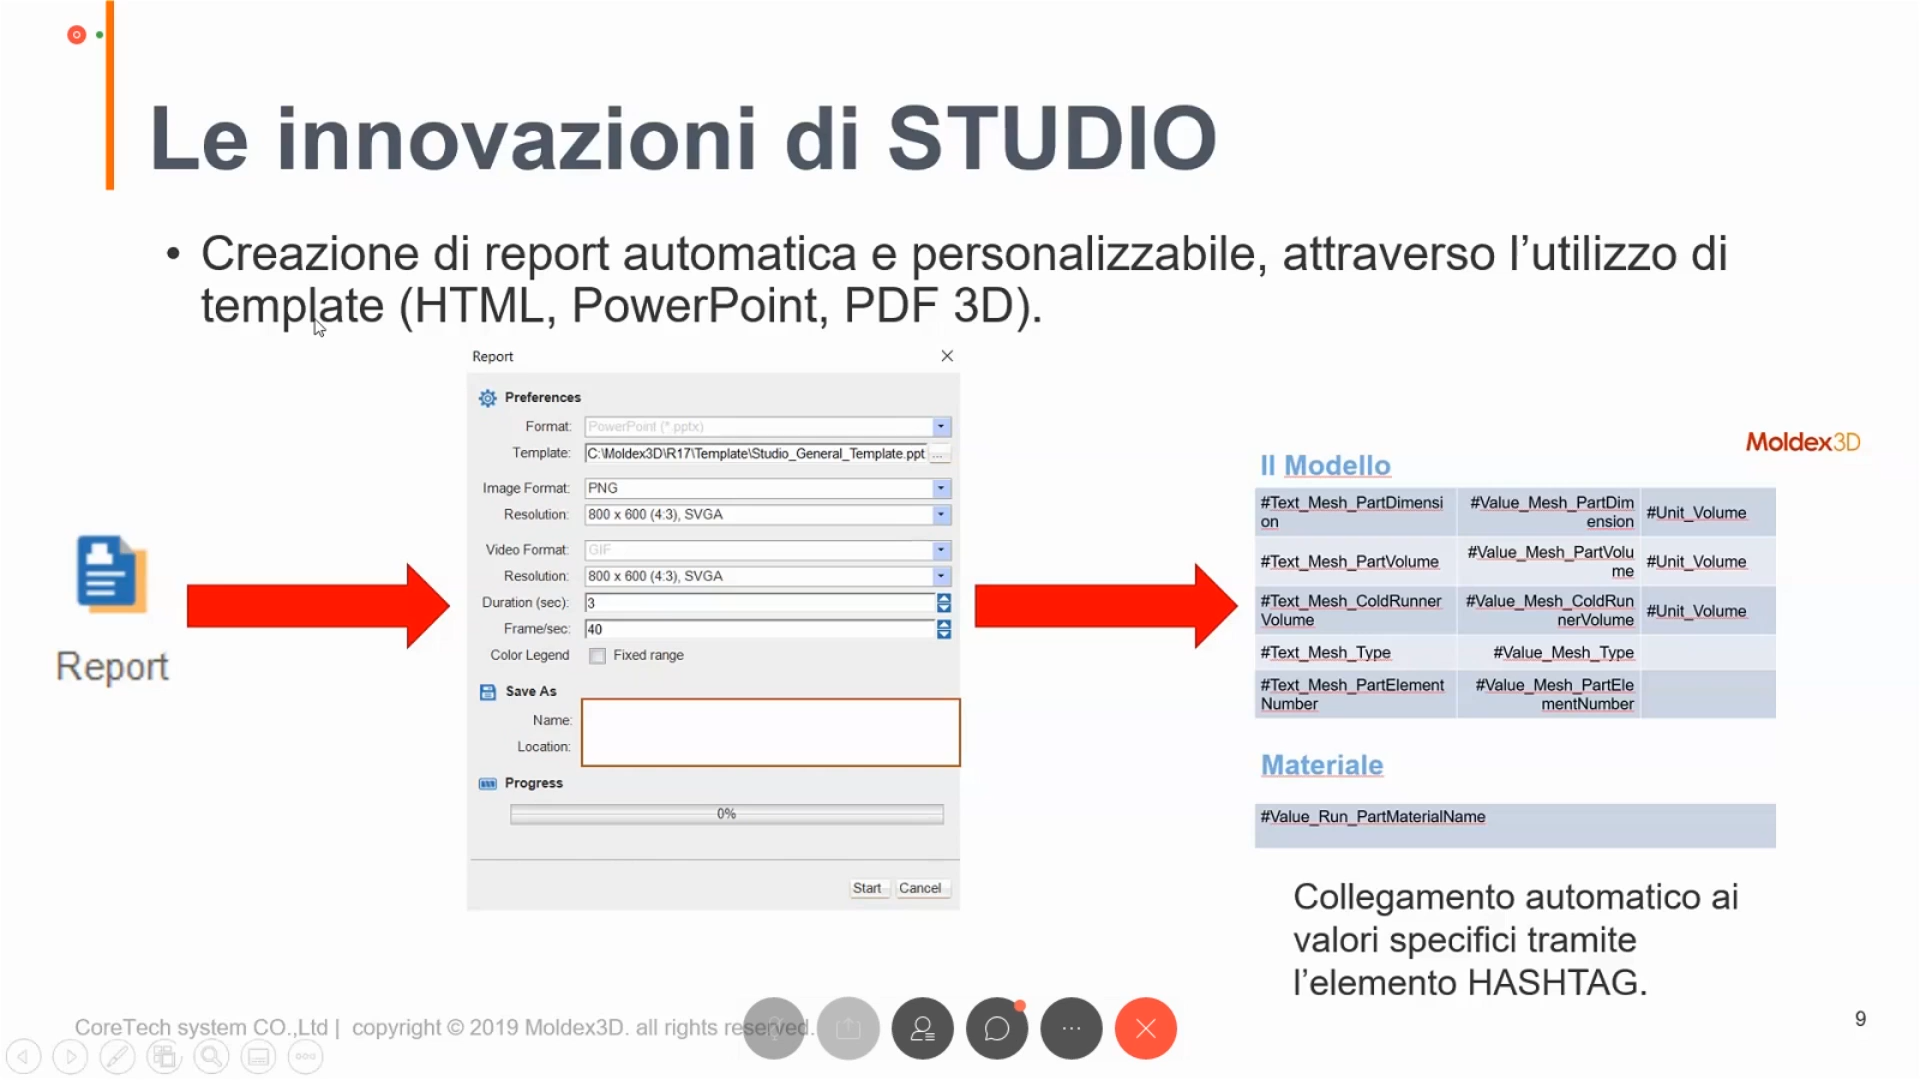 Le innovazioni di STUDIO
• Creazione di report automatica e personalizzabile, attraverso l’utilizzo di
template (HTML, PowerPoint, PDF 3D).
Report
Report
Preferences
Format: PowerPoint (*.pptx)
Template: C:\Moldex3D\R17\Template\Studio_General_Template.ppt ...
Image Format: PNG
Resolution: 800 x 600 (4:3), SVGA
Video Format: GIF
Resolution: 800 x 600 (4:3), SVGA
Duration (sec): 3
Frame/sec: 40
Color Legend Fixed range
Save As
Name:
Location:
Progress
0%
Start Cancel
Moldex3D
Il Modello
#Text_Mesh_PartDimensi
on
#Value_Mesh_PartDim
ension
#Unit_Volume
#Text_Mesh_PartVolume
#Value_Mesh_PartVolu
me
#Unit_Volume
#Text_Mesh_ColdRunner
Volume
#Value_Mesh_ColdRun
nerVolume
#Unit_Volume
#Text_Mesh_Type
#Value_Mesh_Type
#Text_Mesh_PartElement
Number
#Value_Mesh_PartEle
mentNumber
Materiale
#Value_Run_PartMaterialName
Collegamento automatico ai
valori specifici tramite
l’elemento HASHTAG.
CoreTech system CO.,Ltd | copyright © 2019 Moldex3D. all rights reserved.
9